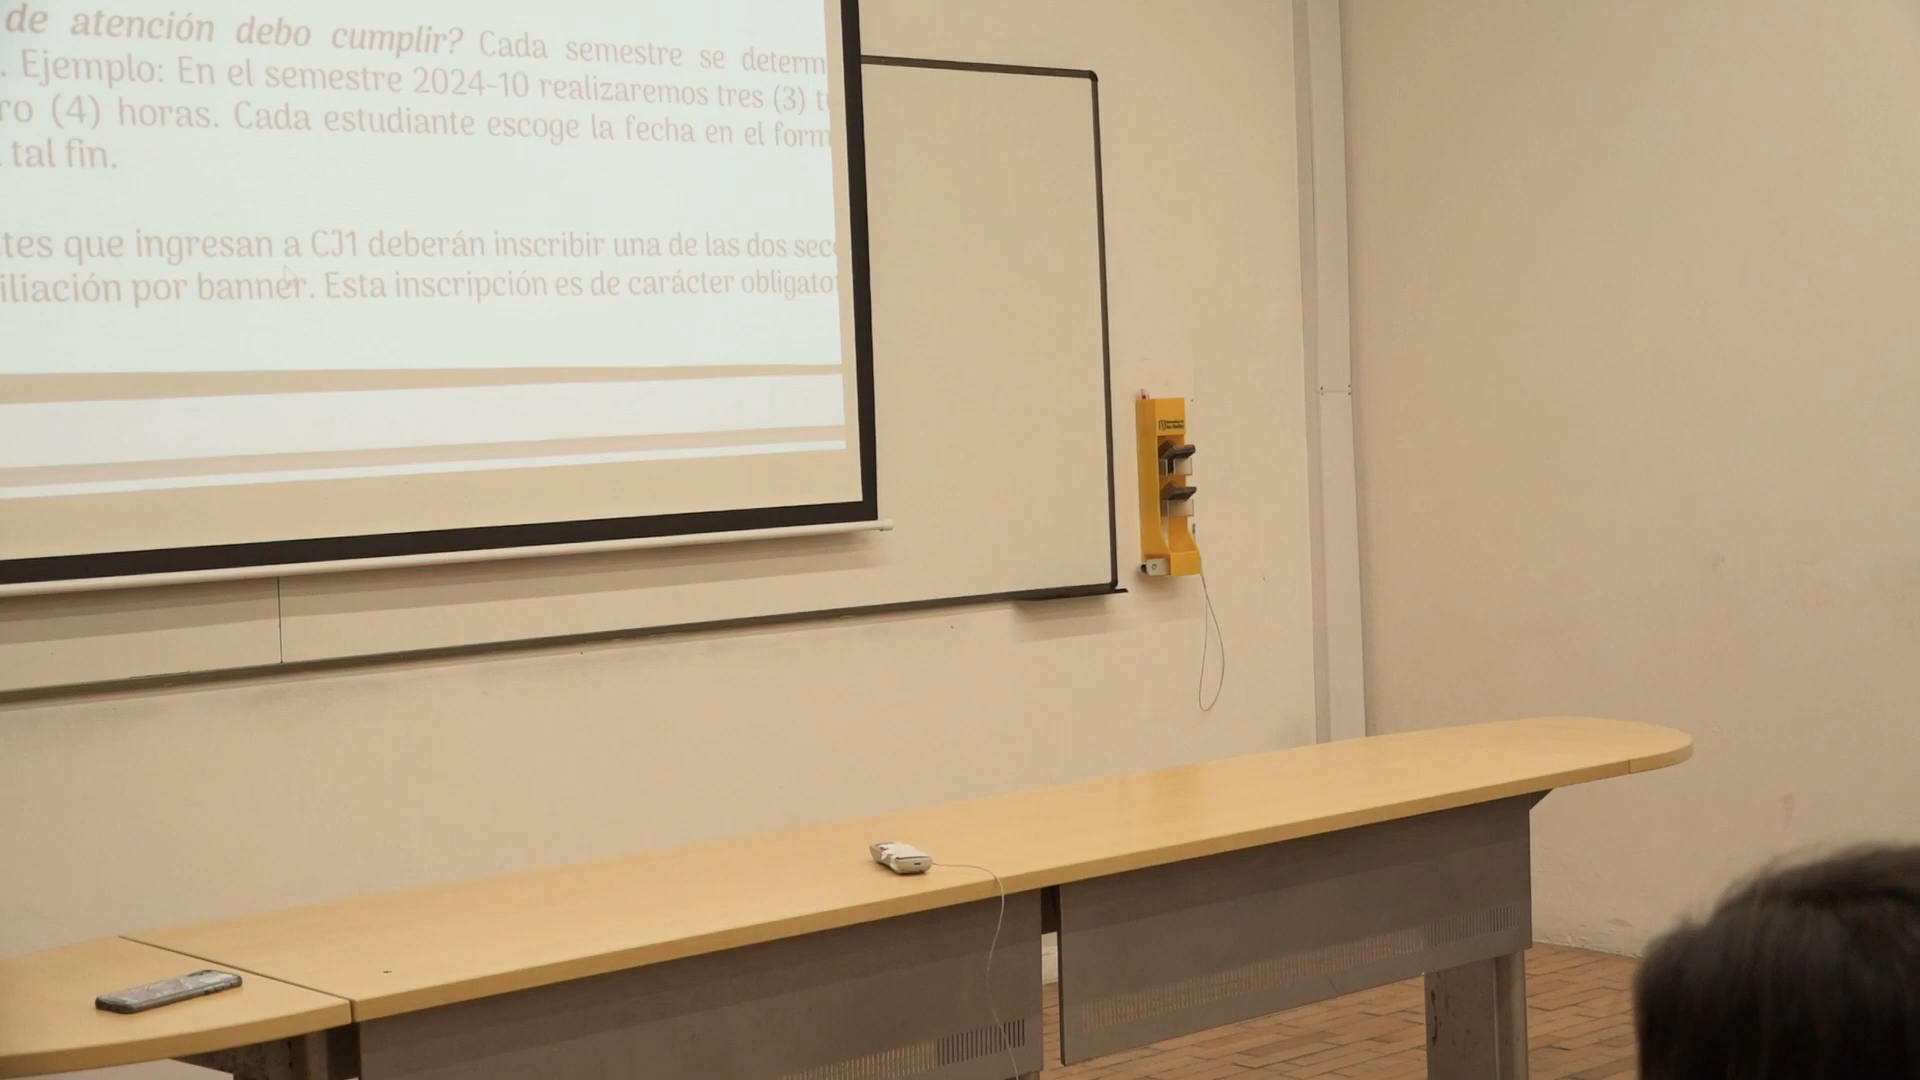 de atención debo cumplir? Cada semestre se determ
. Ejemplo: En el semestre 2024-10 realizaremos tres (3) t
ro (4) horas. Cada estudiante escoge la fecha en el form
tal fin.
tes que ingresan a CJ1 deberán inscribir una de las dos sec
iliación por banner. Esta inscripción es de carácter obligato